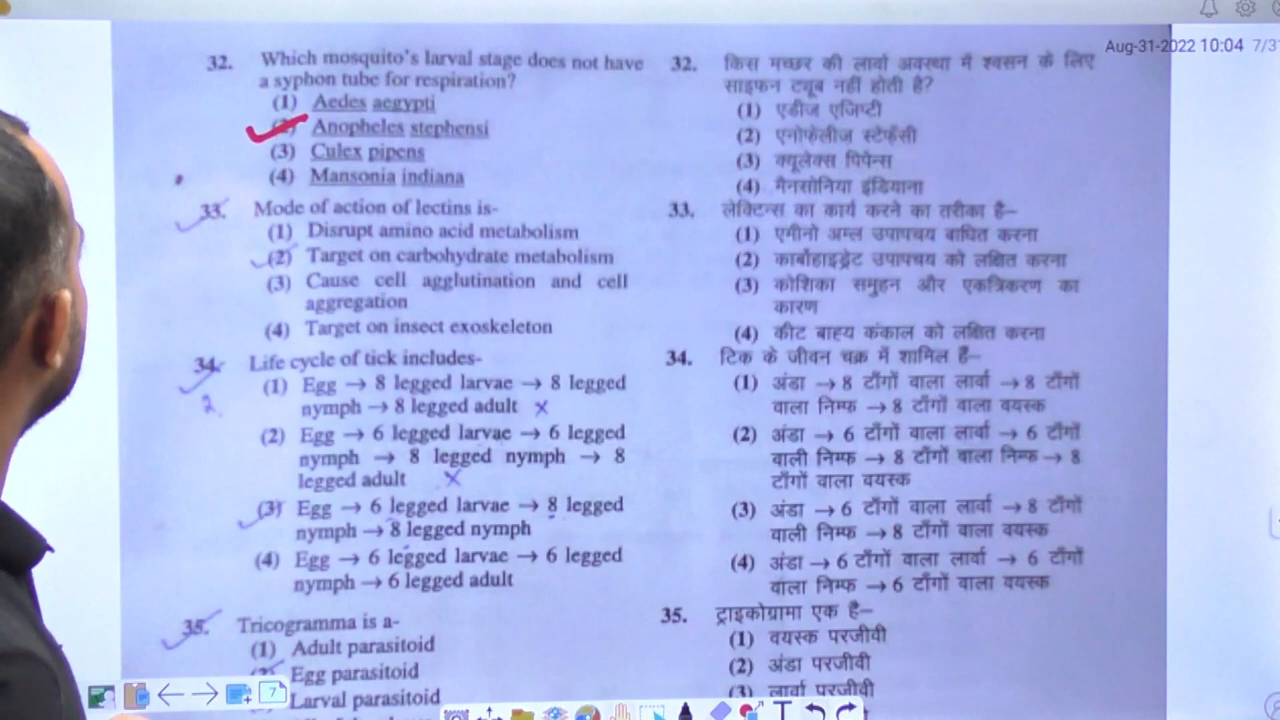 Aug-31-2022 10:04 7/3
32. Which mosquito's larval stage does not have
a syphon tube for respiration?
(1) Aedes aegypti
(2) Anopheles stephensi
(3) Culex pipens
(4) Mansonia indiana
33. Mode of action of lectins is-
(1) Disrupt amino acid metabolism
(2) Target on carbohydrate metabolism
(3) Cause cell agglutination and cell
aggregation
(4) Target on insect exoskeleton
34. Life cycle of tick includes-
2.
(1) Egg → 8 legged larvae → 8 legged
nymph → 8 legged adult x
(2) Egg → 6 legged larvae → 6 legged
nymph → 8 legged nymph → 8
legged adult x
(3) Egg → 6 legged larvae → 8 legged
nymph → 8 legged nymph
(4) Egg → 6 legged larvae → 6 legged
nymph → 6 legged adult
35. Tricogramma is a-
(1) Adult parasitoid
(2) Egg parasitoid
Larval parasitoid
32. किस मच्छर की लार्वा अवस्था में श्वसन के लिए
साइफन ट्यूब नहीं होती है?
(1) एडीज एजिप्टी
(2) एनोफेलीज स्टेफेंसी
(3) क्यूलेक्स पिपेन्स
(4) मैनसोनिया इंडियाना
33. लेक्टिन्स का कार्य करने का तरीका है–
(1) एमीनो अम्ल उपापचय बाधित करना
(2) कार्बोहाइड्रेट उपापचय को लक्षित करना
(3) कोशिका समुहन और एकत्रिकरण का
कारण
(4) कीट बाह्य कंकाल को लक्षित करना
34. टिक के जीवन चक्र में शामिल हैं–
(1) अंडा → 8 टाँगों वाला लार्वा → 8 टाँगों
वाला निम्फ → 8 टाँगों वाला वयस्क
(2) अंडा → 6 टाँगों वाला लार्वा → 6 टाँगों
वाली निम्फ → 8 टाँगों वाला निम्फ → 8
टाँगों वाला वयस्क
(3) अंडा → 6 टाँगों वाला लार्वा → 8 टाँगों
वाली निम्फ → 8 टाँगों वाला वयस्क
(4) अंडा → 6 टाँगों वाला लार्वा → 6 टाँगों
वाला निम्फ → 6 टाँगों वाला वयस्क
35. ट्राइकोग्रामा एक है–
(1) वयस्क परजीवी
(2) अंडा परजीवी
(3) लार्वा परजीवी
7